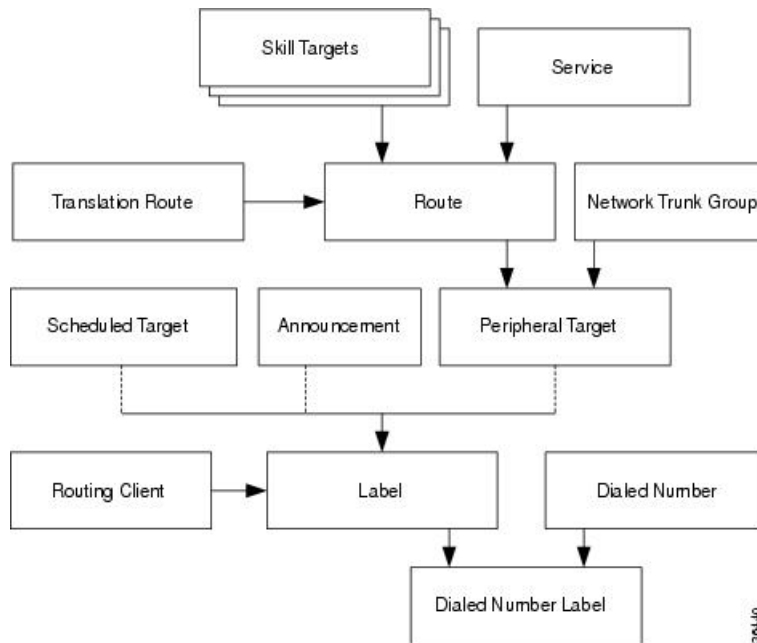 Skill Targets
Service
Translation Route
Route
Network Trunk Group
Scheduled Target
Announcement
Peripheral Target
Routing Client
Label
Dialed Number
Dialed Number Label